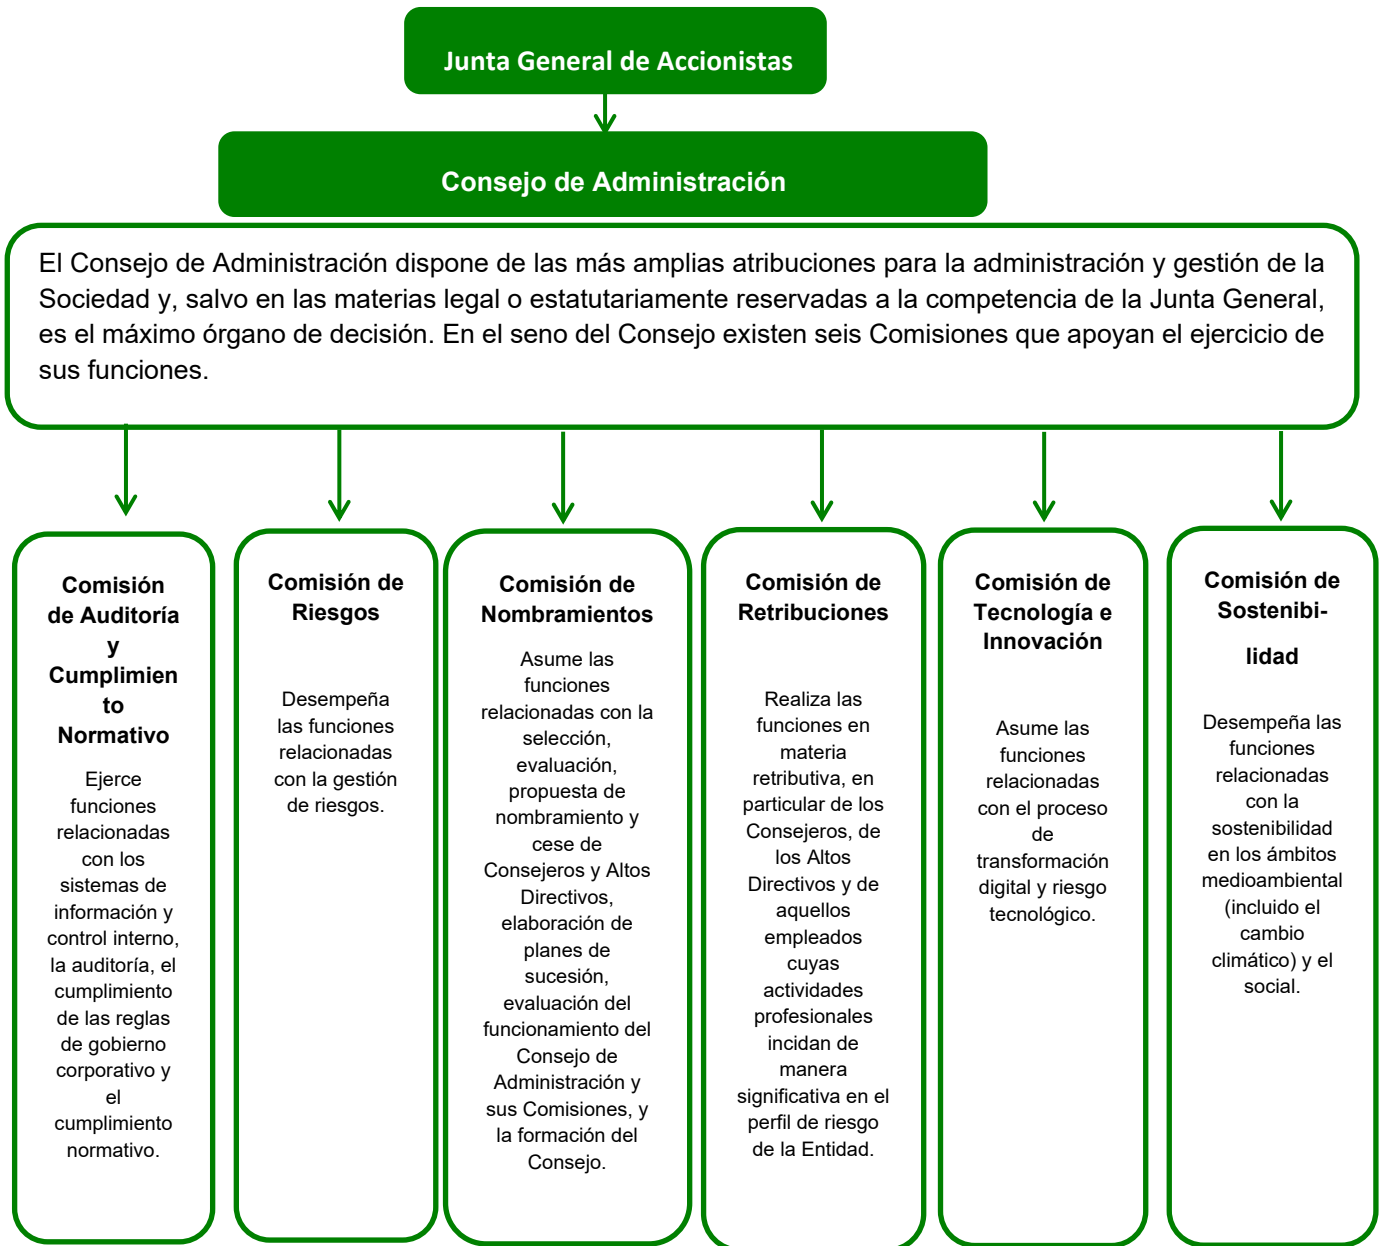 Junta General de Accionistas
Consejo de Administración
El Consejo de Administración dispone de las más amplias atribuciones para la administración y gestión de la
Sociedad y, salvo en las materias legal o estatutariamente reservadas a la competencia de la Junta General,
es el máximo órgano de decisión. En el seno del Consejo existen seis Comisiones que apoyan el ejercicio de
sus funciones.
Comisión
de Auditoría
y
Cumplimien
to
Normativo
Ejerce
funciones
relacionadas
con los
sistemas de
información y
control interno,
la auditoría, el
cumplimiento
de las reglas
de gobierno
corporativo y
el
cumplimiento
normativo.
Comisión de
Riesgos
Desempeña
las funciones
relacionadas
con la gestión
de riesgos.
Comisión de
Nombramientos
Asume las
funciones
relacionadas con la
selección,
evaluación,
propuesta de
nombramiento y
cese de
Consejeros y Altos
Directivos,
elaboración de
planes de
sucesión,
evaluación del
funcionamiento del
Consejo de
Administración y
sus Comisiones, y
la formación del
Consejo.
Comisión de
Retribuciones
Realiza las
funciones en
materia
retributiva, en
particular de los
Consejeros, de
los Altos
Directivos y de
aquellos
empleados
cuyas
actividades
profesionales
incidan de
manera
significativa en el
perfil de riesgo
de la Entidad.
Comisión de
Tecnología e
Innovación
Asume las
funciones
relacionadas
con el proceso
de
transformación
digital y riesgo
tecnológico.
Comisión de
Sostenibi-
lidad
Desempeña las
funciones
relacionadas
con la
sostenibilidad
en los ámbitos
medioambiental
(incluido el
cambio
climático) y el
social.